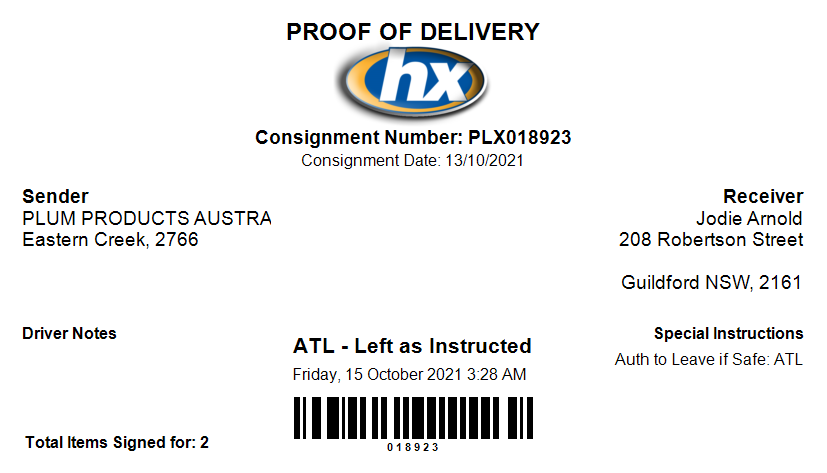 PROOF OF DELIVERY
hx
Consignment Number: PLX018923
Consignment Date: 13/10/2021
Sender
PLUM PRODUCTS AUSTRA
Eastern Creek, 2766
Receiver
Jodie Arnold
208 Robertson Street
Guildford NSW, 2161
Driver Notes
ATL - Left as Instructed
Friday, 15 October 2021 3:28 AM
Special Instructions
Auth to Leave if Safe: ATL
018923
Total Items Signed for: 2